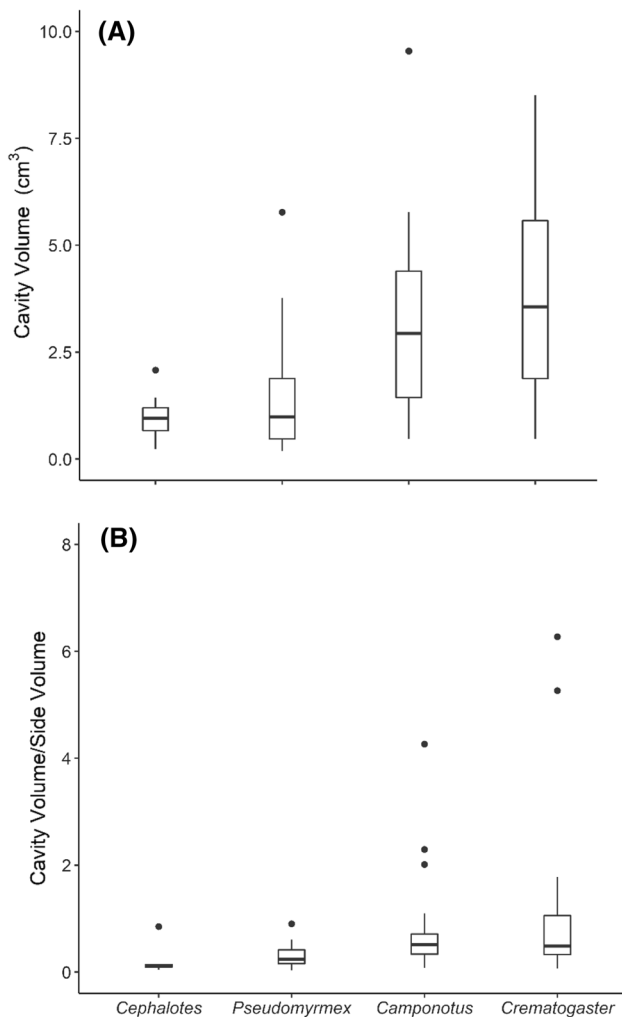 (A)
10.0
7.5
5.0
2.5
0.0
Cavity Volume (cm³)
(B)
8
6
4
2
0
Cavity Volume/Side Volume
Cephalotes Pseudomyrmex Camponotus Crematogaster